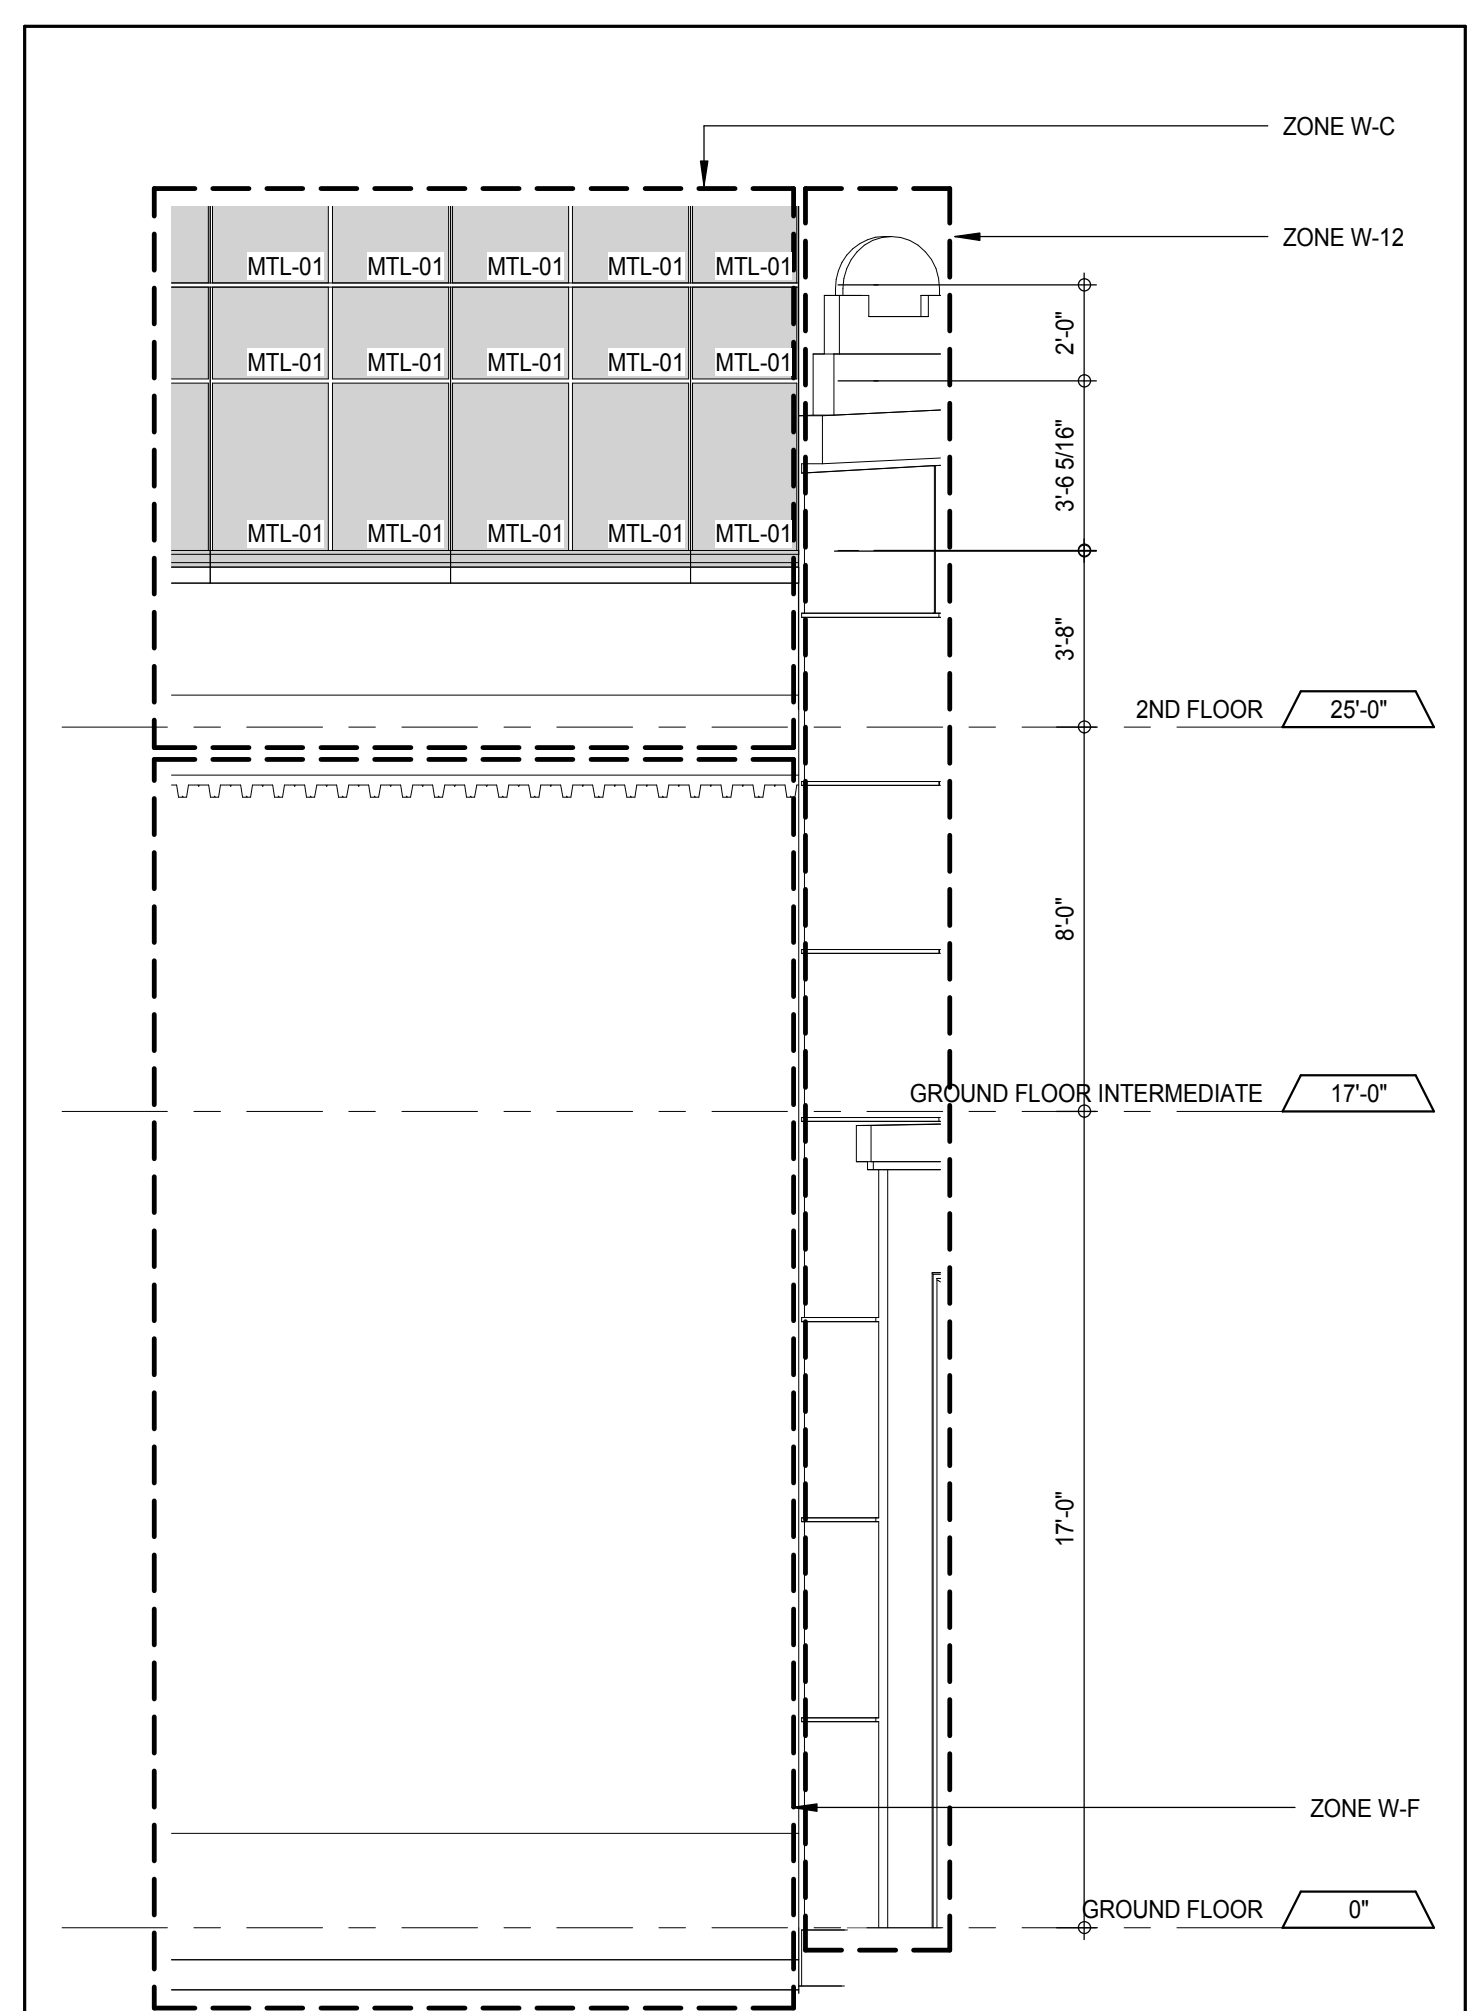 ZONE W-C
ZONE W-12
MTL-01 MTL-01 MTL-01 MTL-01 MTL-01
2'-0"
MTL-01 MTL-01 MTL-01 MTL-01 MTL-01
3'-6 5/16"
MTL-01 MTL-01 MTL-01 MTL-01 MTL-01
3'-8"
2ND FLOOR 25'-0"
8'-0"
GROUND FLOOR INTERMEDIATE 17'-0"
17'-0"
ZONE W-F
GROUND FLOOR 0"